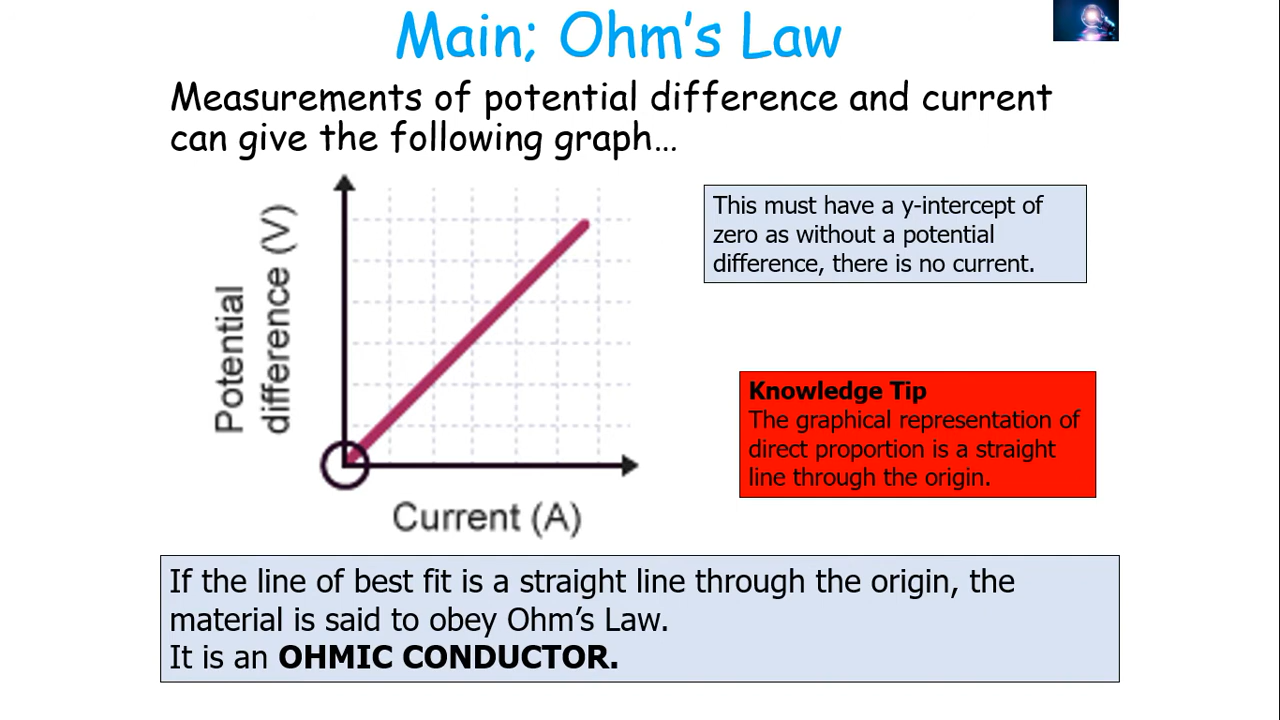 Main; Ohm's Law
Measurements of potential difference and current
can give the following graph...
Potential
difference (V)
Current (A)
This must have a y-intercept of
zero as without a potential
difference, there is no current.
Knowledge Tip
The graphical representation of
direct proportion is a straight
line through the origin.
If the line of best fit is a straight line through the origin, the
material is said to obey Ohm's Law.
It is an OHMIC CONDUCTOR.